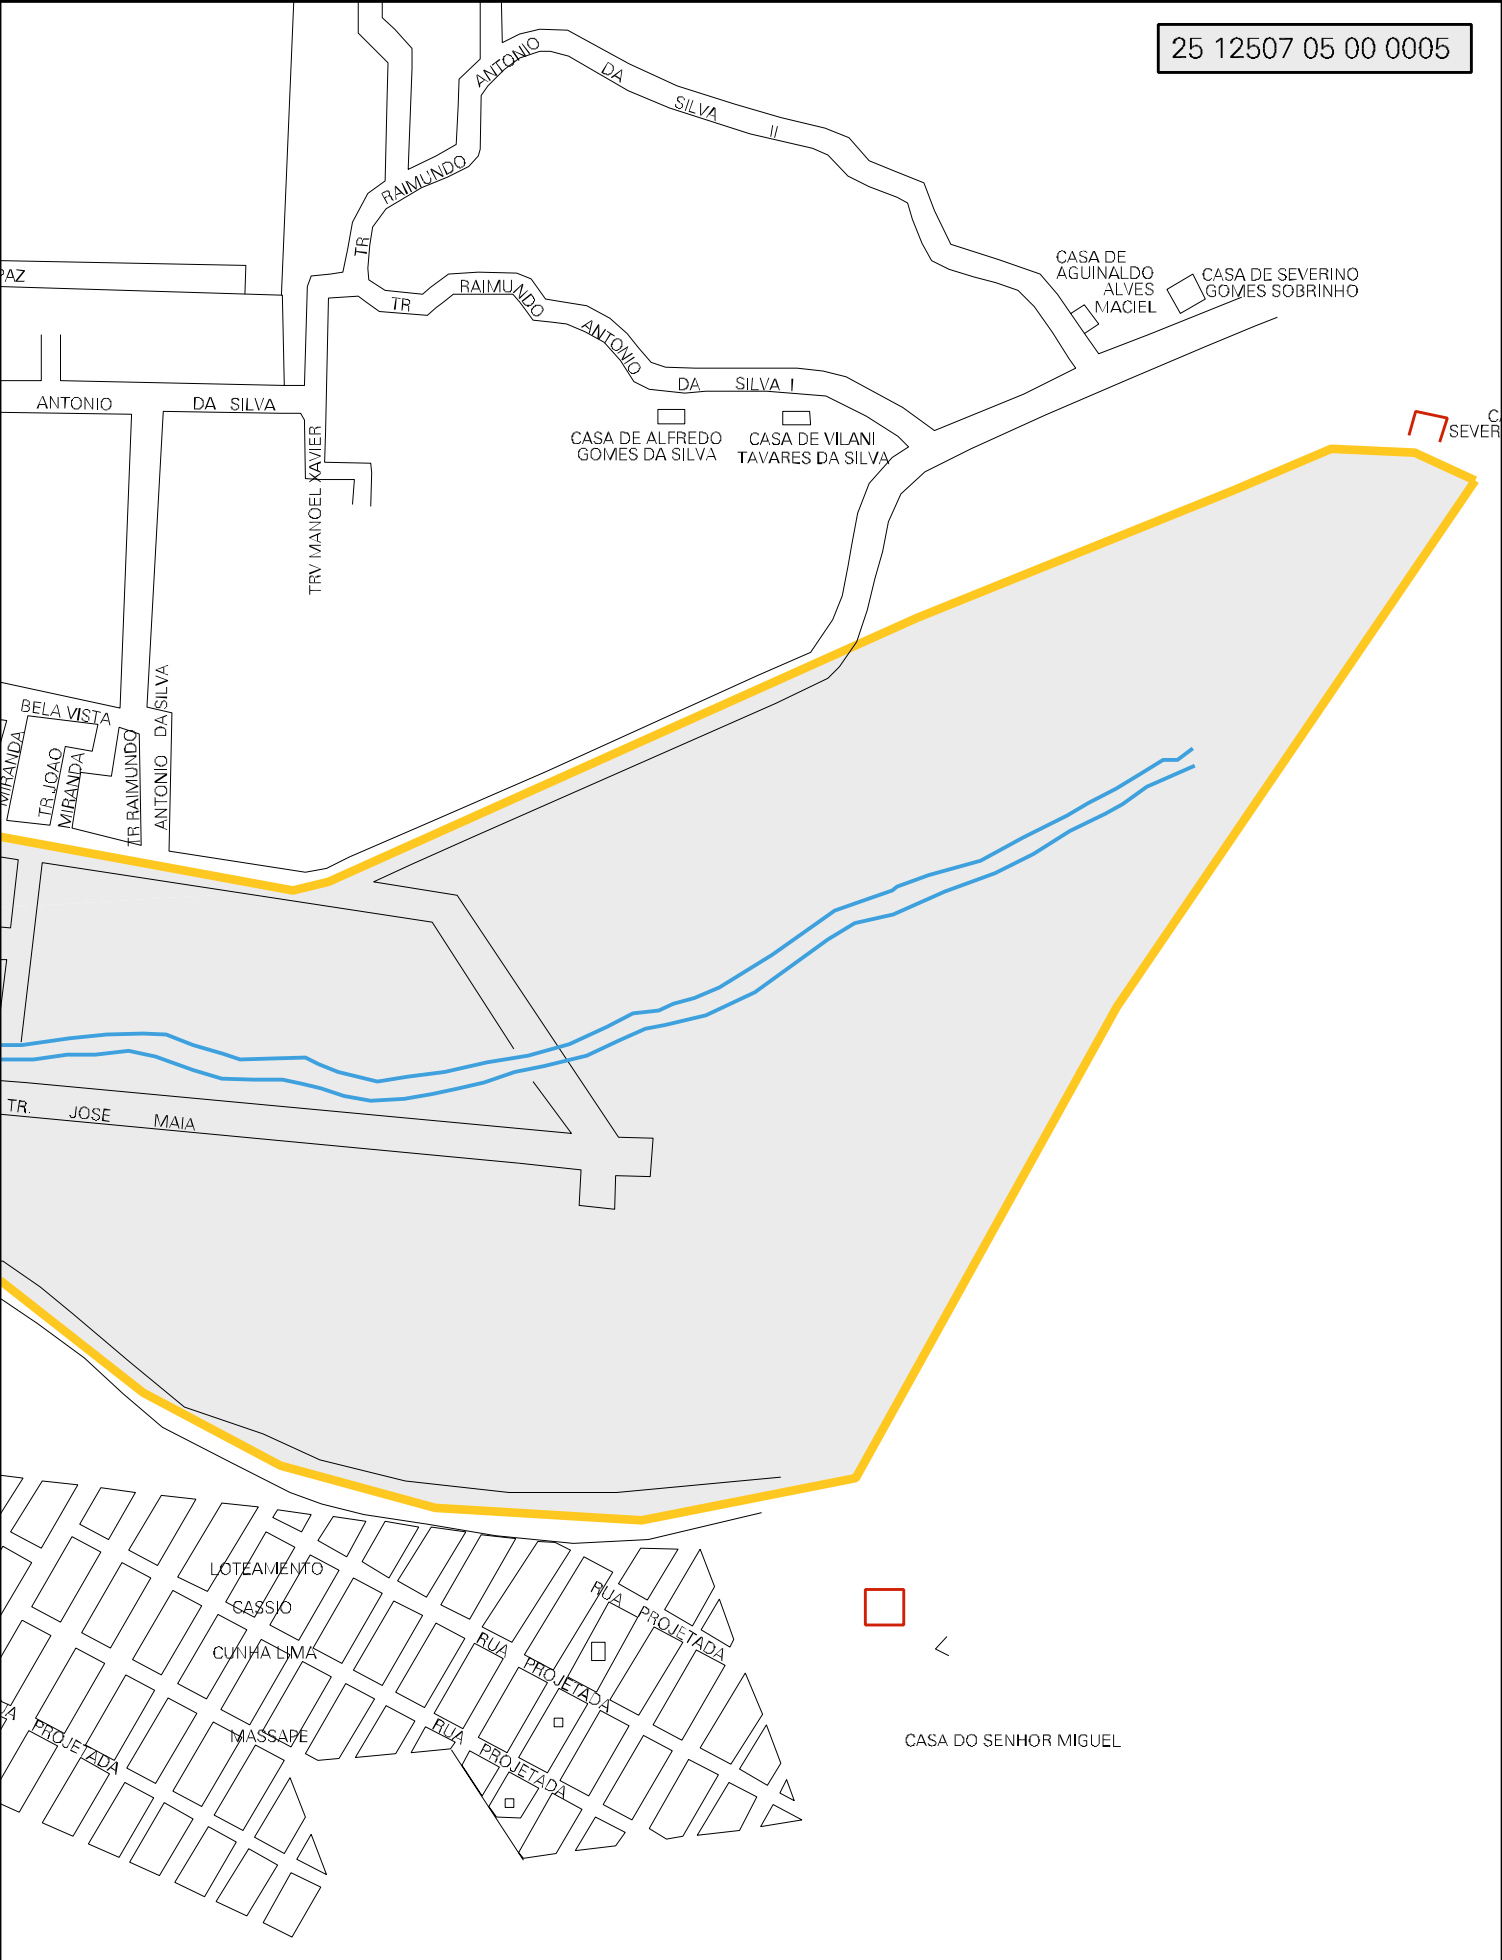 25 12507 05 00 0005
ANTONIO
DA
SILVA
II
RAIMUNDO
TR
CASA DE
AGUINALDO
ALVES
MACIEL
CASA DE SEVERINO
GOMES SOBRINHO
PAZ
TR
RAIMUNDO
ANTONIO
DA SILVA I
ANTONIO DA SILVA
CASA DE ALFREDO
GOMES DA SILVA
CASA DE VILANI
TAVARES DA SILVA
TRV MANOEL XAVIER
SEVER
BELA VISTA
MIRANDA
TR JOAO
MIRANDA
TR RAIMUNDO
ANTONIO DA SILVA
TR. JOSE MAIA
LOTEAMENTO
CASSIO
CUNHA LIMA
MASSAPE
RUA PROJETADA
RUA PROJETADA
RUA PROJETADA
UA PROJETADA
CASA DO SENHOR MIGUEL